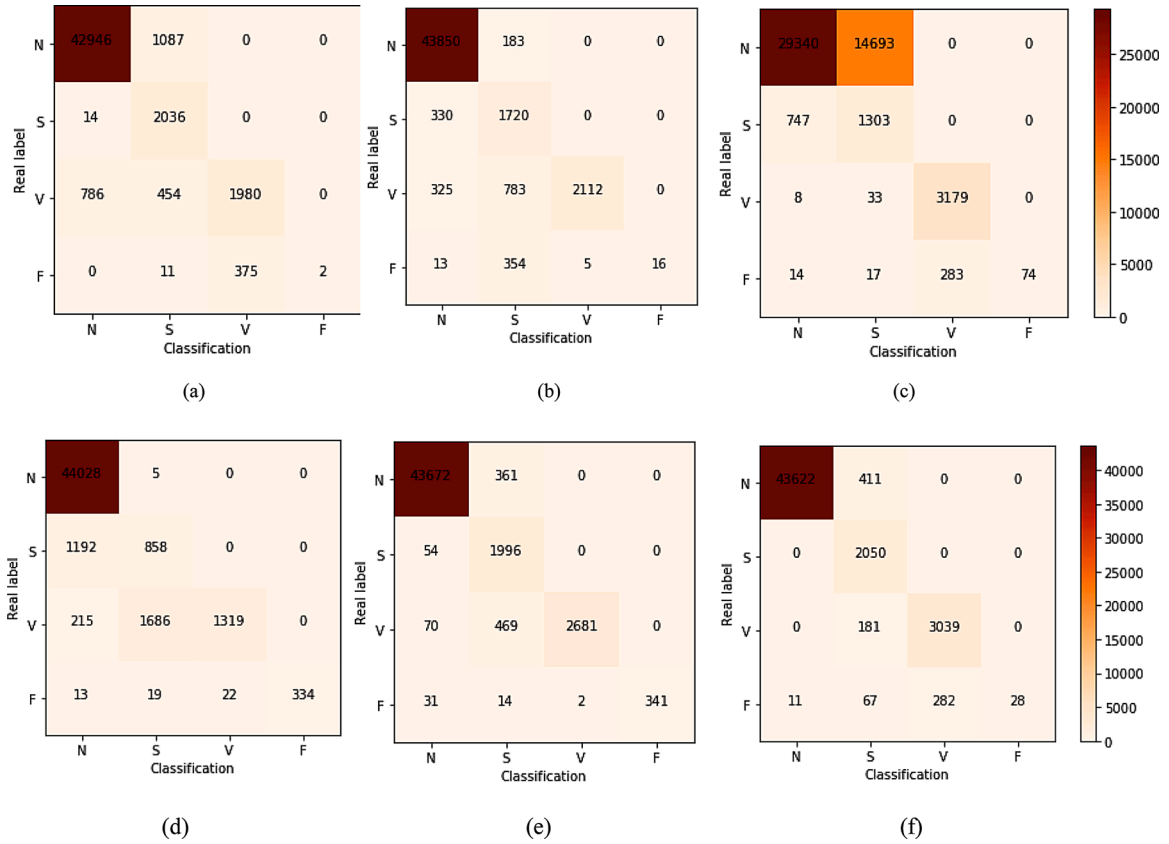 N 42946 1087 0 0
S 14 2036 0 0
V 786 454 1980 0
F 0 11 375 2
N S V F
Real label
Classification
(a)
N 43850 183 0 0
S 330 1720 0 0
V 325 783 2112 0
F 13 354 5 16
N S V F
Real label
Classification
(b)
N 29340 14693 0 0
S 747 1303 0 0
V 8 33 3179 0
F 14 17 283 74
N S V F
Real label
Classification
(c)
25000
20000
15000
10000
5000
0
N 44028 5 0 0
S 1192 858 0 0
V 215 1686 1319 0
F 13 19 22 334
N S V F
Real label
Classification
(d)
N 43672 361 0 0
S 54 1996 0 0
V 70 469 2681 0
F 31 14 2 341
N S V F
Real label
Classification
(e)
N 43622 411 0 0
S 0 2050 0 0
V 0 181 3039 0
F 11 67 282 28
N S V F
Real label
Classification
(f)
40000
35000
30000
25000
20000
15000
10000
5000
0